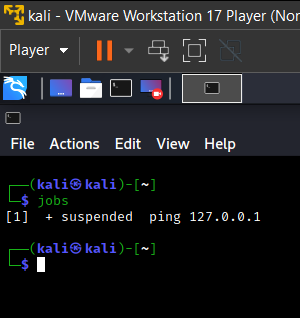 kali - VMware Workstation 17 Player (Nor
Player
File Actions Edit View Help
┌──(kali㉿kali)-[~]
└─$ jobs
[1]  + suspended  ping 127.0.0.1
┌──(kali㉿kali)-[~]
└─$